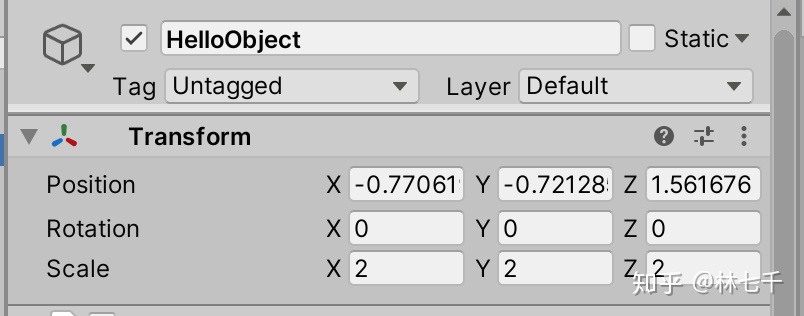 HelloObject Static
Tag Untagged Layer Default
Transform
Position X -0.77061 Y -0.72128 Z 1.561676
Rotation X 0 Y 0 Z 0
Scale X 2 Y 2 Z 2
知乎 @林七千